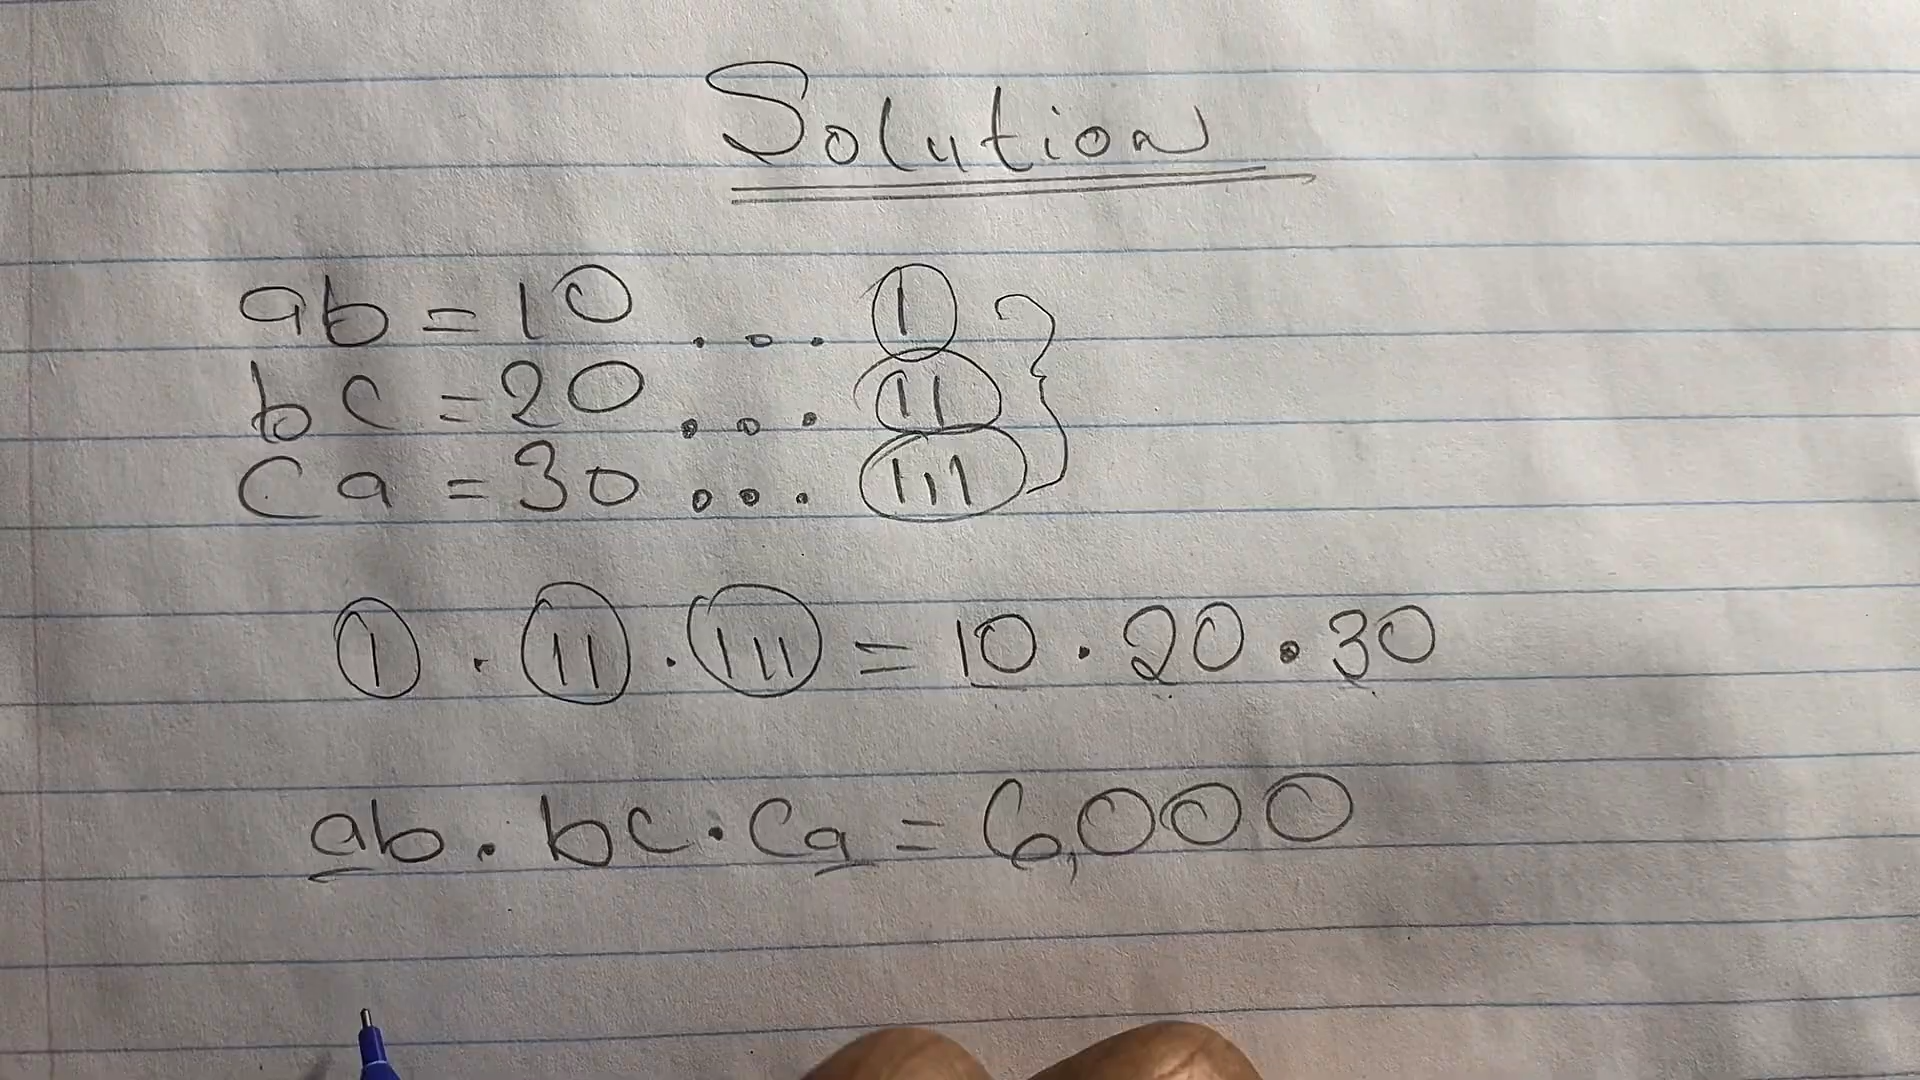 Solution
ab = 10 ... I
bc = 20 ... II
ca = 30 ... III
I . II . III = 10 . 20 . 30
ab . bc . ca = 6,000